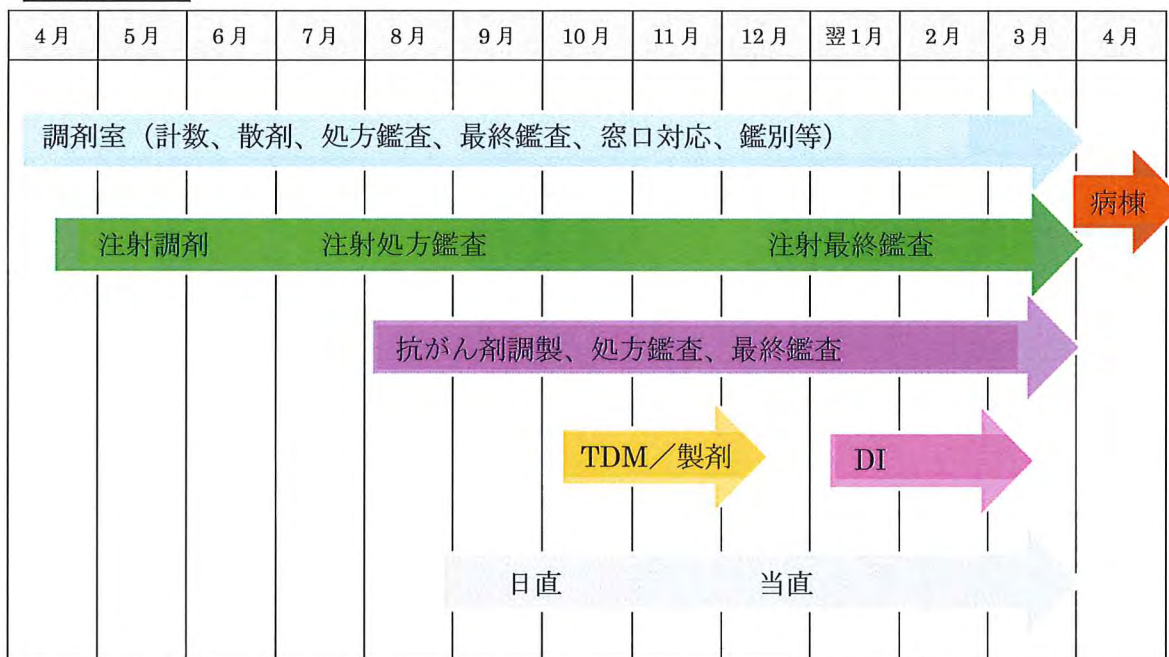 4月 5月 6月 7月 8月 9月 10月 11月 12月 翌1月 2月 3月 4月
調剤室（計数、散剤、処方鑑査、最終鑑査、窓口対応、鑑別等）
病棟
注射調剤 注射処方鑑査 注射最終鑑査
抗がん剤調製、処方鑑査、最終鑑査
TDM／製剤 DI
日直 当直